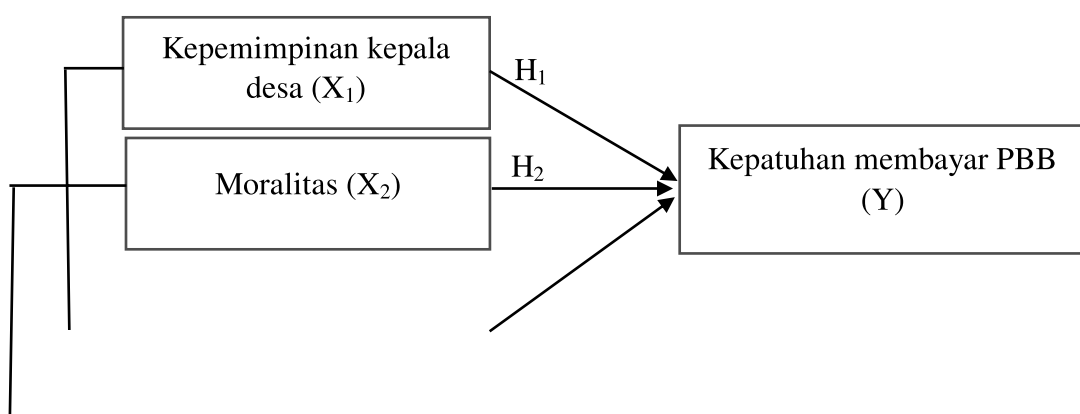 Kepemimpinan kepala
desa (X₁)
H₁
Moralitas (X₂)
H₂
Kepatuhan membayar PBB
(Y)